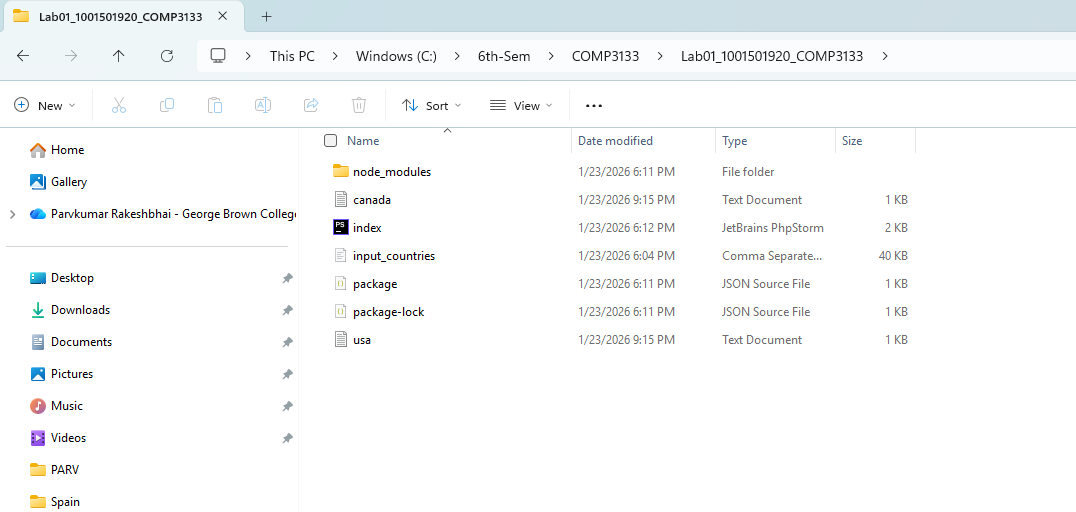 Lab01_1001501920_COMP3133
This PC Windows (C:) 6th-Sem COMP3133 Lab01_1001501920_COMP3133
New Sort View
Home
Gallery
Parvkumar Rakeshbhai - George Brown College
Desktop
Downloads
Documents
Pictures
Music
Videos
PARV
Spain
Name Date modified Type Size
node_modules 1/23/2026 6:11 PM File folder
canada 1/23/2026 9:15 PM Text Document 1 KB
PS index 1/23/2026 6:12 PM JetBrains PhpStorm 2 KB
input_countries 1/23/2026 6:04 PM Comma Separate... 40 KB
package 1/23/2026 6:11 PM JSON Source File 1 KB
package-lock 1/23/2026 6:11 PM JSON Source File 1 KB
usa 1/23/2026 9:15 PM Text Document 1 KB